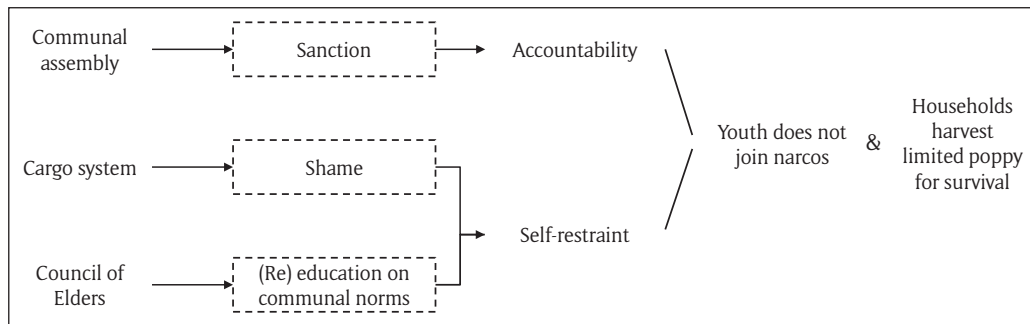 Communal
assembly
Sanction
Accountability
Cargo system
Shame
Self-restraint
Council of
Elders
(Re) education on
communal norms
Youth does not
join narcos
&
Households
harvest
limited poppy
for survival